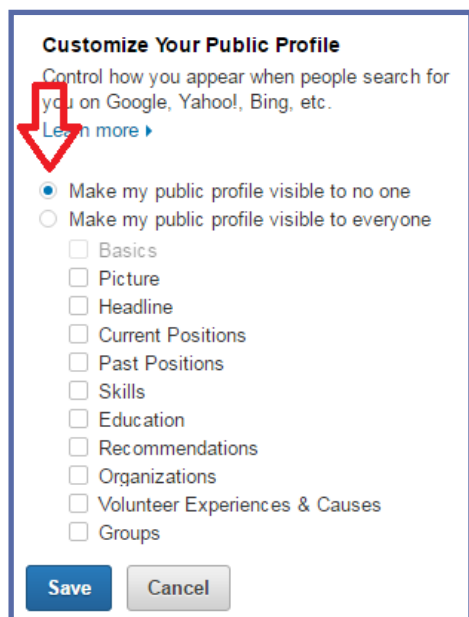 Customize Your Public Profile
Control how you appear when people search for
you on Google, Yahoo!, Bing, etc.
Learn more
Make my public profile visible to no one
Make my public profile visible to everyone
Basics
Picture
Headline
Current Positions
Past Positions
Skills
Education
Recommendations
Organizations
Volunteer Experiences & Causes
Groups
Save Cancel